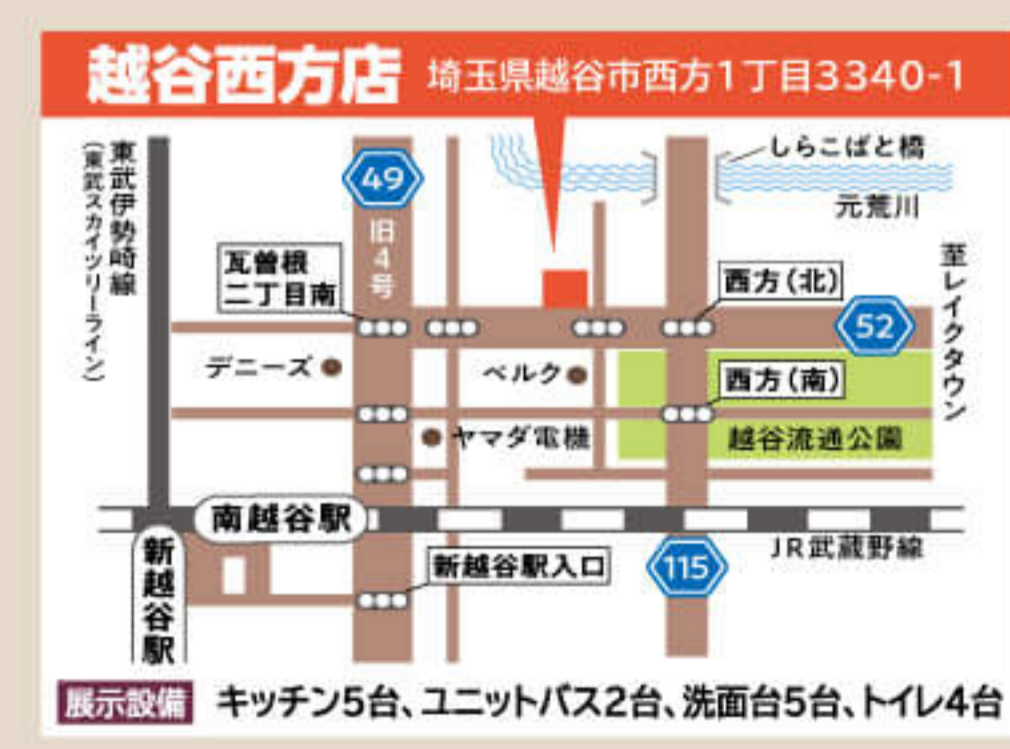 越谷西方店 埼玉県越谷市西方1丁目3340-1
東武伊勢崎線
(東武スカイツリーライン)
49
旧4号
しらこばと橋
元荒川
瓦曽根
二丁目南
西方(北)
52
至レイクタウン
デニーズ
ベルク
西方(南)
ヤマダ電機
越谷流通公園
南越谷駅
JR武蔵野線
新越谷駅
新越谷駅入口
115
展示設備 キッチン5台、ユニットバス2台、洗面台5台、トイレ4台